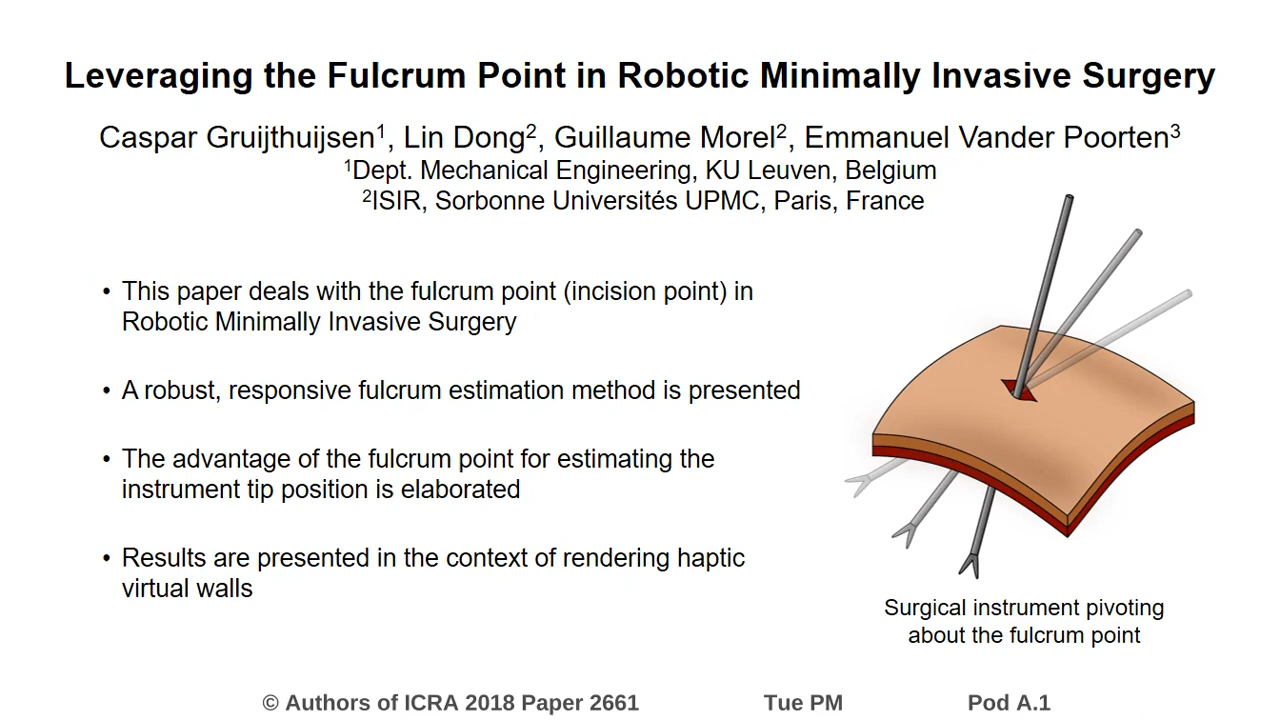 Leveraging the Fulcrum Point in Robotic Minimally Invasive Surgery
Caspar Gruijthuijsen¹, Lin Dong², Guillaume Morel², Emmanuel Vander Poorten³
¹Dept. Mechanical Engineering, KU Leuven, Belgium
²ISIR, Sorbonne Universités UPMC, Paris, France
• This paper deals with the fulcrum point (incision point) in
Robotic Minimally Invasive Surgery
• A robust, responsive fulcrum estimation method is presented
• The advantage of the fulcrum point for estimating the
instrument tip position is elaborated
• Results are presented in the context of rendering haptic
virtual walls
Surgical instrument pivoting
about the fulcrum point
© Authors of ICRA 2018 Paper 2661 Tue PM Pod A.1